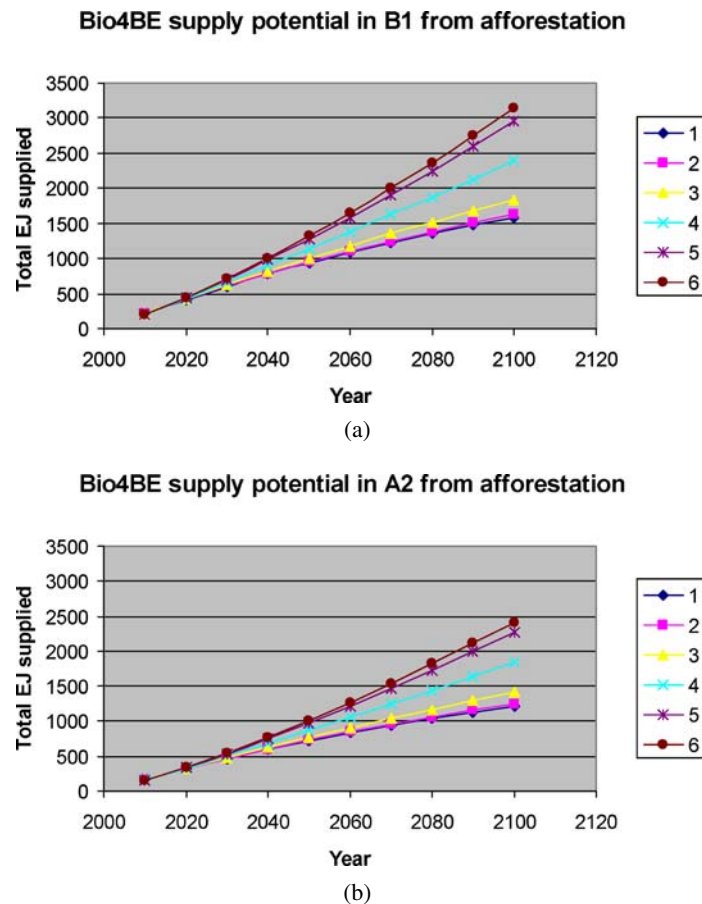 Bio4BE supply potential in B1 from afforestation
Total EJ supplied
3500
3000
2500
2000
1500
1000
500
0
2000 2020 2040 2060 2080 2100 2120
Year
1
2
3
4
5
6
(a)
Bio4BE supply potential in A2 from afforestation
Total EJ supplied
3500
3000
2500
2000
1500
1000
500
0
2000 2020 2040 2060 2080 2100 2120
Year
1
2
3
4
5
6
(b)